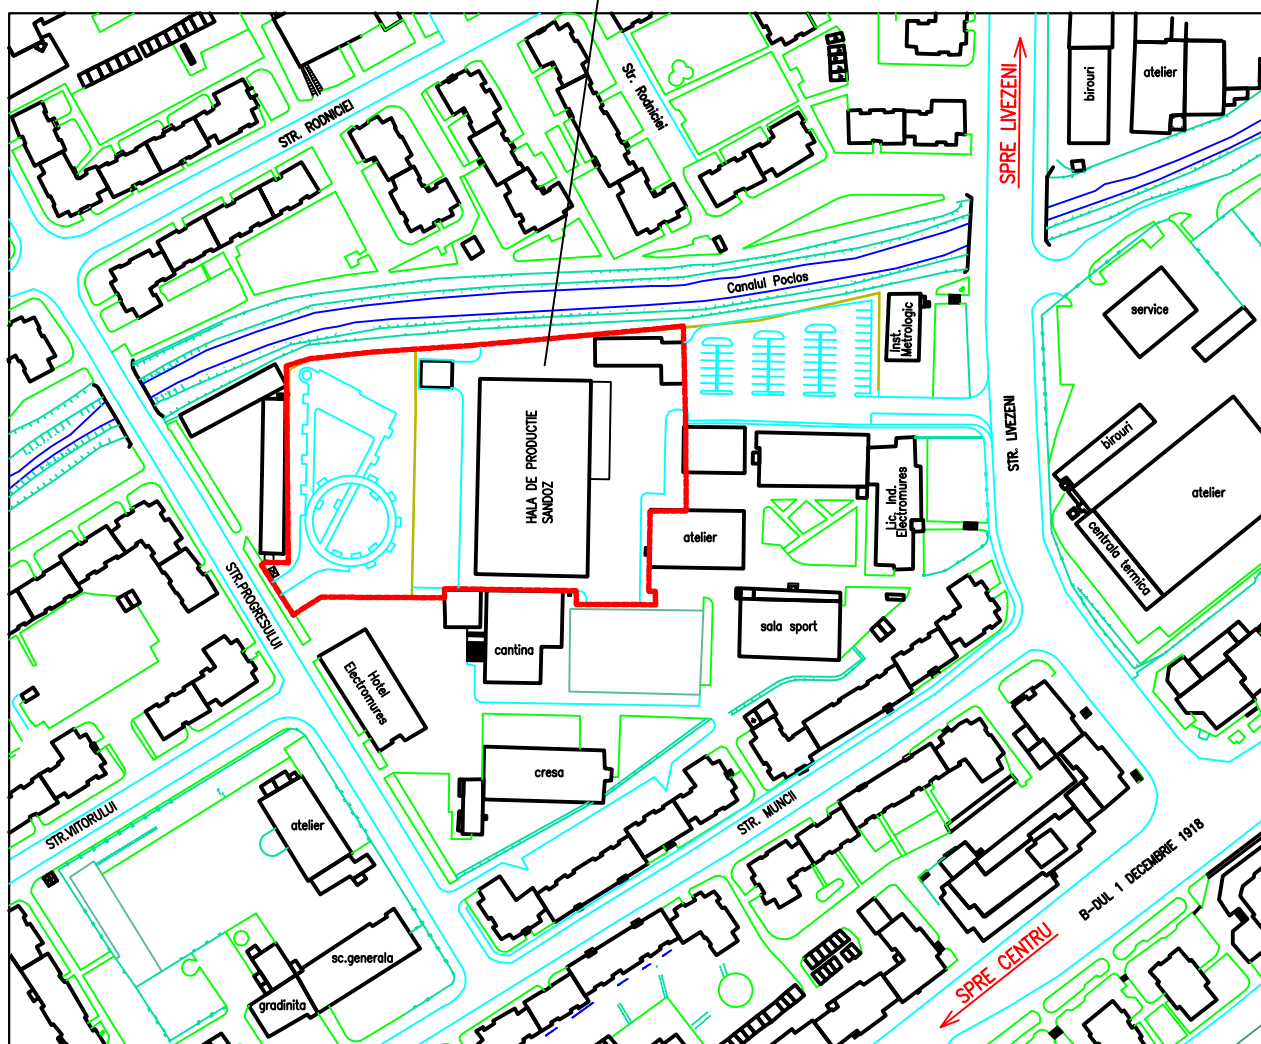 STR. RODNICIEI
Str. Rodniciei
SPRE LIVEZENI
birouri
atelier
Canalul Poclos
Inst.
Metrologic
service
HALA DE PRODUCTIE
SANDOZ
STR. LIVEZENI
birouri
atelier
Lic. Ind.
Electromures
atelier
centrala termica
STR.PROGRESULUI
sala sport
cantina
Hotel
Electromures
cresa
STR.VIITORULUI
atelier
STR. MUNCII
B-DUL 1 DECEMBRIE 1918
sc.generala
SPRE CENTRU
gradinita